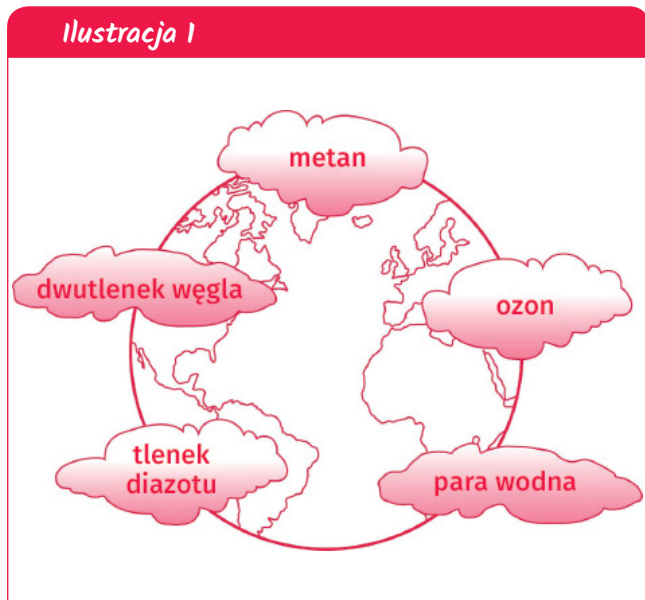 Ilustracja 1
metan
dwutlenek węgla
ozon
tlenek
diazotu
para wodna